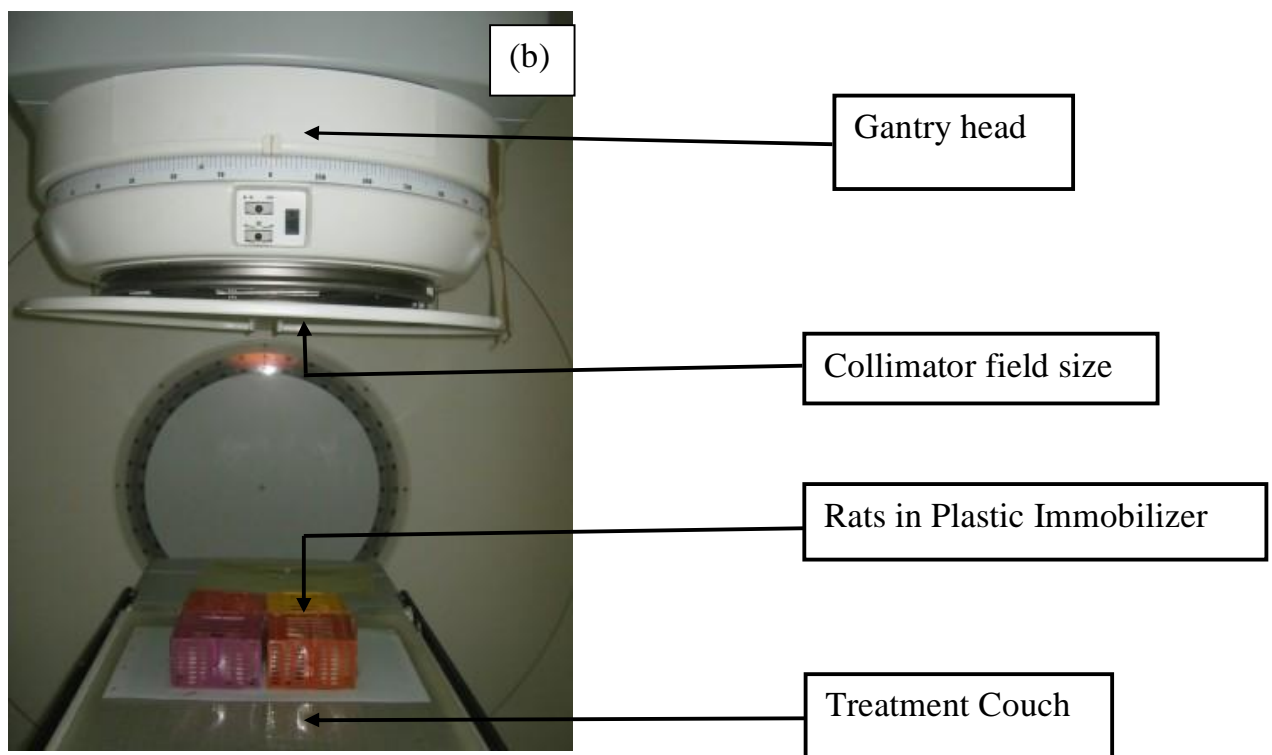 (b)
Gantry head
Collimator field size
Rats in Plastic Immobilizer
Treatment Couch